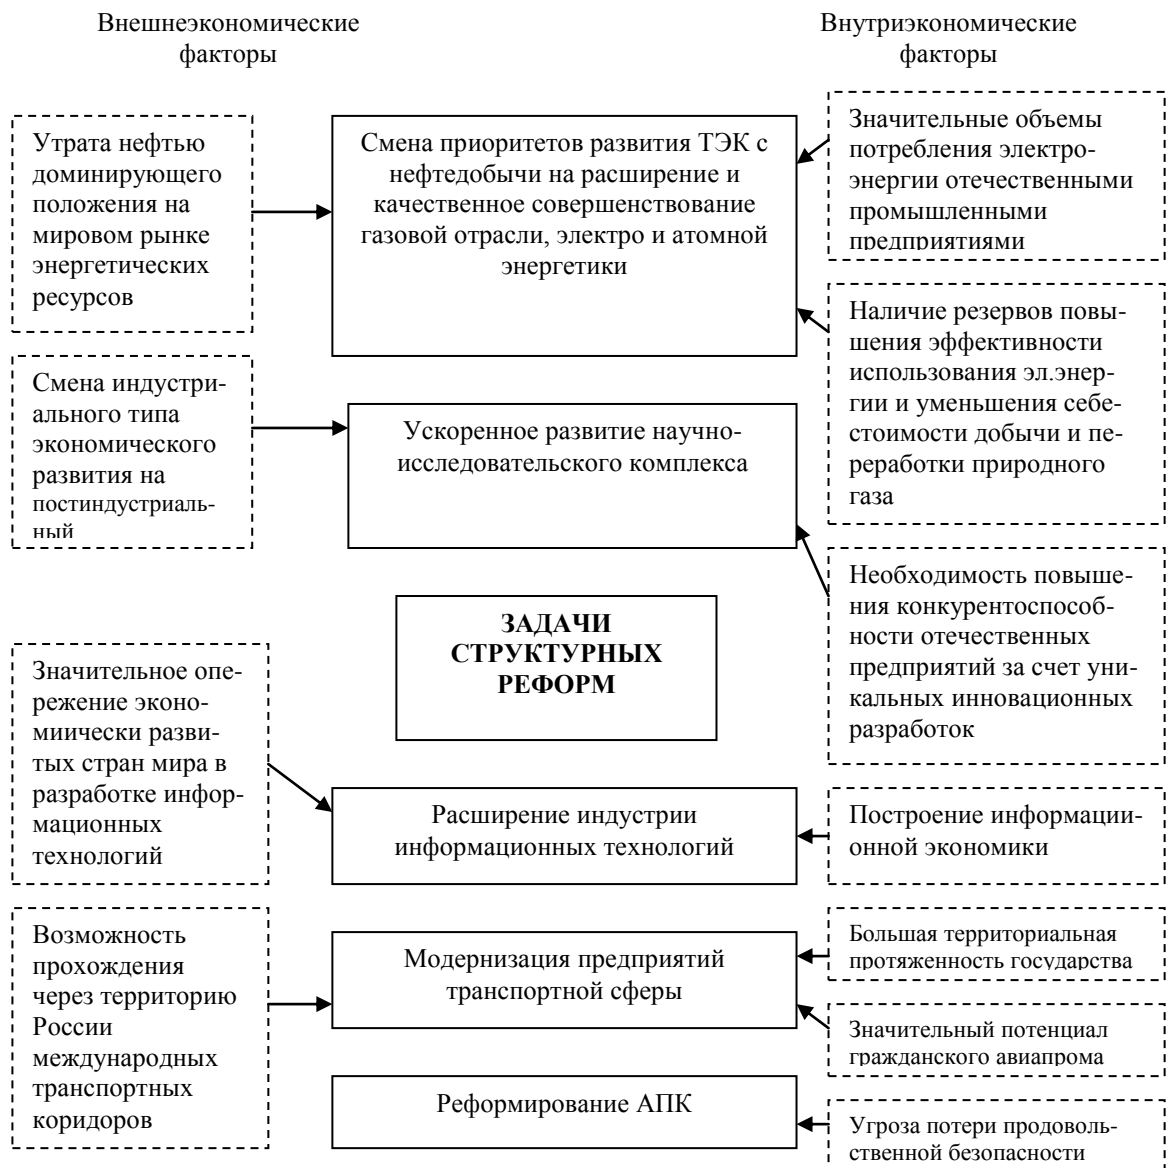 Внешнеэкономические
факторы
Внутриэкономические
факторы
Утрата нефтью
доминирующего
положения на
мировом рынке
энергетических
ресурсов
Смена приоритетов развития ТЭК с
нефтедобычи на расширение и
качественное совершенствование
газовой отрасли, электро и атомной
энергетики
Значительные объемы
потребления электро-
энергии отечественными
промышленными
предприятиями
Наличие резервов повы-
шения эффективности
использования эл.энер-
гии и уменьшения себе-
стоимости добычи и пе-
реработки природного
газа
Смена индустри-
ального типа
экономического
развития на
постиндустриаль-
ный
Ускоренное развитие научно-
исследовательского комплекса
Необходимость повыше-
ния конкурентоспособ-
ности отечественных
предприятий за счет уни-
кальных инновационных
разработок
ЗАДАЧИ
СТРУКТУРНЫХ
РЕФОРМ
Значительное опе-
режение эконо-
миически разви-
тых стран мира в
разработке инфор-
мационных
технологий
Расширение индустрии
информационных технологий
Построение информаци-
онной экономики
Возможность
прохождения
через территорию
России
международных
транспортных
коридоров
Модернизация предприятий
транспортной сферы
Большая территориальная
протяженность государства
Значительный потенциал
гражданского авиапрома
Реформирование АПК
Угроза потери продоволь-
ственной безопасности